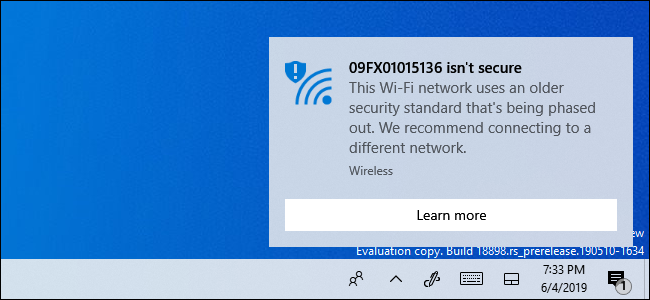 09FX01015136 isn't secure
This Wi-Fi network uses an older
security standard that's being phased
out. We recommend connecting to a
different network.
Wireless
Learn more
ew
Evaluation copy. Build 18898.rs_prerelease.190510-1634
7:33 PM
6/4/2019
1